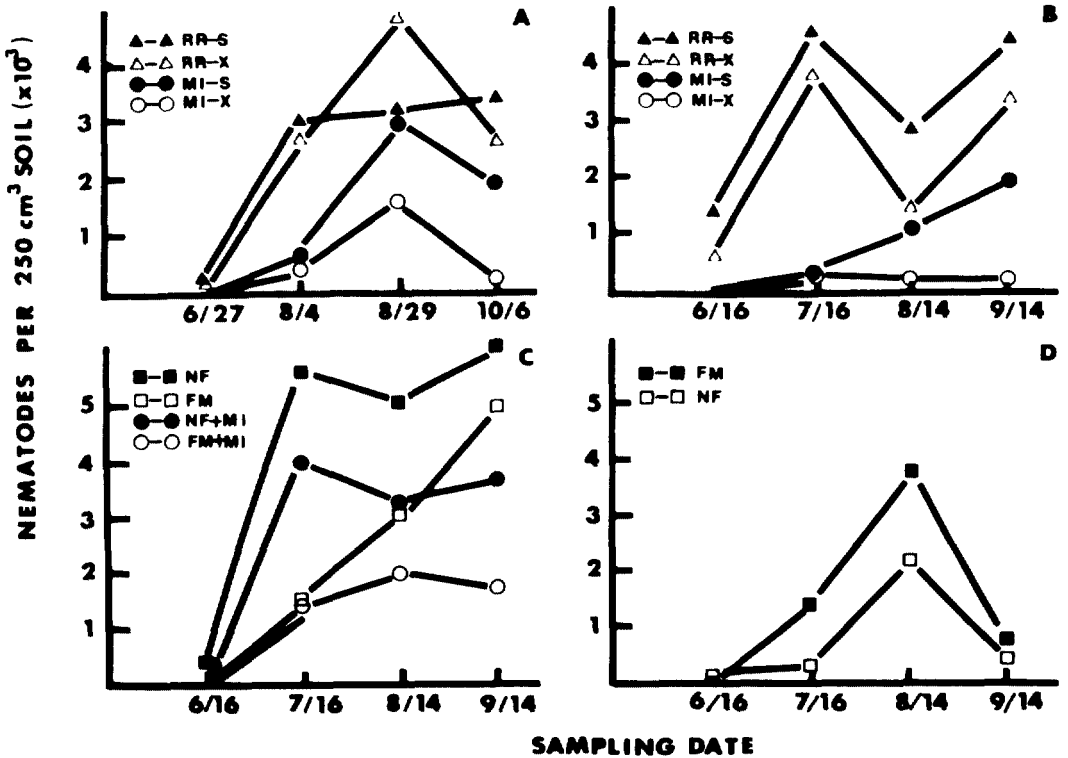 NEMATODES PER 250 cm³ SOIL (x10³)
A
▲–▲ RR–S
△–△ RR–X
●–● MI–S
○–○ MI–X
4
3
2
1
6/27 8/4 8/29 10/6
B
▲–▲ RR–S
△–△ RR–X
●–● MI–S
○–○ MI–X
4
3
2
1
6/16 7/16 8/14 9/14
C
■–■ NF
□–□ FM
●–● NF+MI
○–○ FM+MI
5
4
3
2
1
6/16 7/16 8/14 9/14
D
■–■ FM
□–□ NF
5
4
3
2
1
6/16 7/16 8/14 9/14
SAMPLING DATE